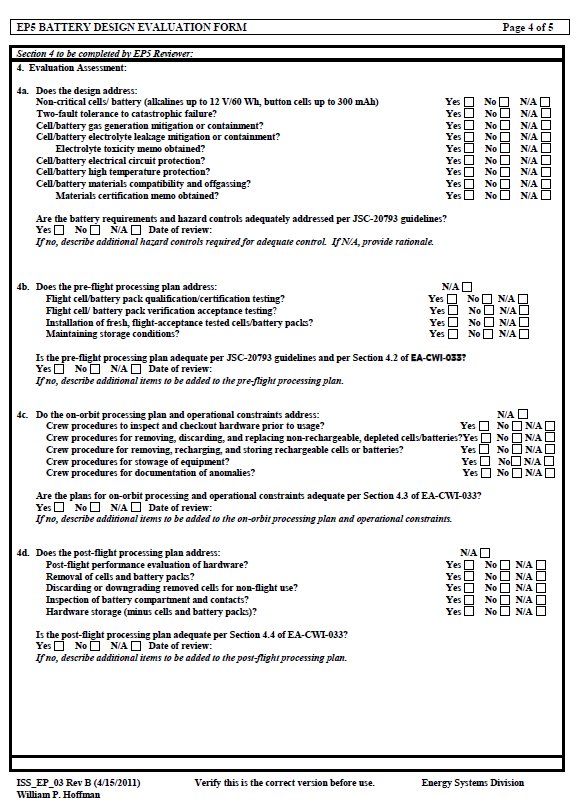 EP5 BATTERY DESIGN EVALUATION FORM Page 4 of 5
Section 4 to be completed by EP5 Reviewer:
4. Evaluation Assessment:
4a. Does the design address:
Non-critical cells/ battery (alkalines up to 12 V/60 Wh, button cells up to 300 mAh) Yes No N/A
Two-fault tolerance to catastrophic failure? Yes No N/A
Cell/battery gas generation mitigation or containment? Yes No N/A
Cell/battery electrolyte leakage mitigation or containment? Yes No N/A
Electrolyte toxicity memo obtained? Yes No N/A
Cell/battery electrical circuit protection? Yes No N/A
Cell/battery high temperature protection? Yes No N/A
Cell/battery materials compatibility and offgassing? Yes No N/A
Materials certification memo obtained? Yes No N/A
Are the battery requirements and hazard controls adequately addressed per JSC-20793 guidelines?
Yes No N/A Date of review:
If no, describe additional hazard controls required for adequate control. If N/A, provide rationale.
4b. Does the pre-flight processing plan address: N/A
Flight cell/battery pack qualification/certification testing? Yes No N/A
Flight cell/ battery pack verification acceptance testing? Yes No N/A
Installation of fresh, flight-acceptance tested cells/battery packs? Yes No N/A
Maintaining storage conditions? Yes No N/A
Is the pre-flight processing plan adequate per JSC-20793 guidelines and per Section 4.2 of EA-CWI-033?
Yes No N/A Date of review:
If no, describe additional items to be added to the pre-flight processing plan.
4c. Do the on-orbit processing plan and operational constraints address: N/A
Crew procedures to inspect and checkout hardware prior to usage? Yes No N/A
Crew procedures for removing, discarding, and replacing non-rechargeable, depleted cells/batteries? Yes No N/A
Crew procedure for removing, recharging, and storing rechargeable cells or batteries? Yes No N/A
Crew procedures for stowage of equipment? Yes No N/A
Crew procedures for documentation of anomalies? Yes No N/A
Are the plans for on-orbit processing and operational constraints adequate per Section 4.3 of EA-CWI-033?
Yes No N/A Date of review:
If no, describe additional items to be added to the on-orbit processing plan and operational constraints.
4d. Does the post-flight processing plan address: N/A
Post-flight performance evaluation of hardware? Yes No N/A
Removal of cells and battery packs? Yes No N/A
Discarding or downgrading removed cells for non-flight use? Yes No N/A
Inspection of battery compartment and contacts? Yes No N/A
Hardware storage (minus cells and battery packs)? Yes No N/A
Is the post-flight processing plan adequate per Section 4.4 of EA-CWI-033?
Yes No N/A Date of review:
If no, describe additional items to be added to the post-flight processing plan.
ISS_EP_03 Rev B (4/15/2011) Verify this is the correct version before use. Energy Systems Division
William P. Hoffman